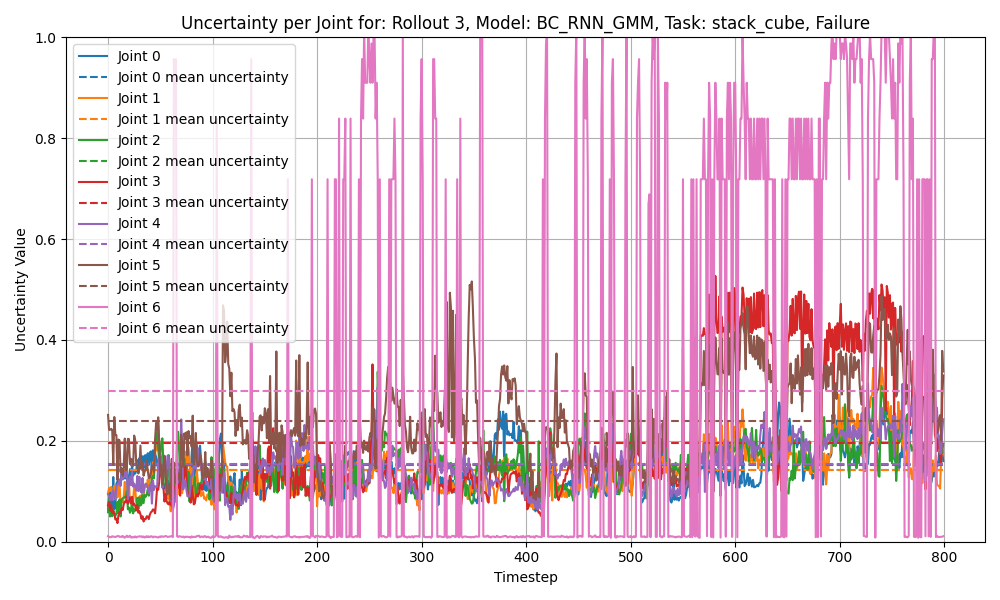 Uncertainty per Joint for: Rollout 3, Model: BC_RNN_GMM, Task: stack_cube, Failure
1.0
0.8
0.6
0.4
0.2
0.0
Uncertainty Value
Joint 0
Joint 0 mean uncertainty
Joint 1
Joint 1 mean uncertainty
Joint 2
Joint 2 mean uncertainty
Joint 3
Joint 3 mean uncertainty
Joint 4
Joint 4 mean uncertainty
Joint 5
Joint 5 mean uncertainty
Joint 6
Joint 6 mean uncertainty
0 100 200 300 400 500 600 700 800
Timestep